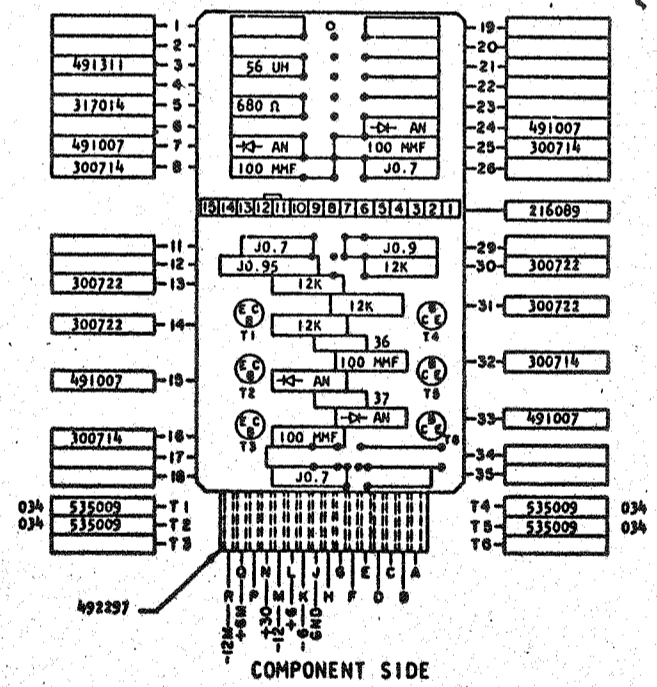 1
19
2
20
491311 3 56 UH 21
4
22
317014 5 680 Ω 23
6 AN 24 491007
491007 7 AN 100 MMF 25 300714
300714 8 100 MMF J0.7 26
15 14 13 12 11 10 9 8 7 6 5 4 3 2 1 216089
11 J0.7 J0.9 29
12 J0.95 12K 30 300722
300722 13 12K
12K 31 300722
300722 14 12K
E C B T1
B C E T4
36
100 MMF 32 300714
E C B T2
B C E T5
491007 15 AN
37
AN 33 491007
E C B T3
B C E T6
300714 16 100 MMF
17 34
18 J0.7 35
034 535009 T1 T4 535009 034
034 535009 T2 T5 535009 034
T3 T6
492297
R Q P N M L K J H G F E D C B A
-12M +6M +30 -12 +6 -6 GND
COMPONENT SIDE